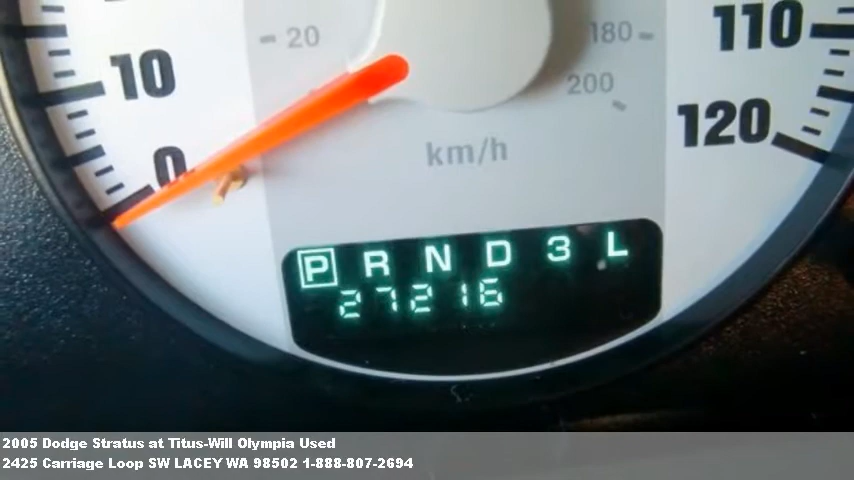 20 180 110
10 200
0 km/h 120
P R N D 3 L
27216
2005 Dodge Stratus at Titus-Will Olympia Used
2425 Carriage Loop SW LACEY WA 98502 1-888-807-2694